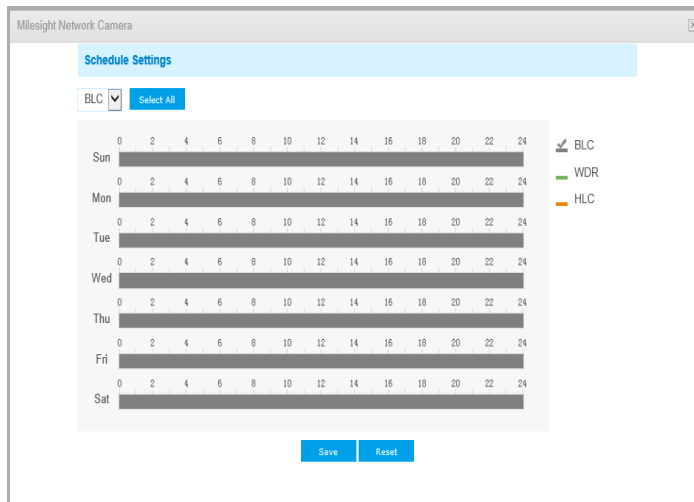 Milesight Network Camera
Schedule Settings
BLC Select All
0 2 4 6 8 10 12 14 16 18 20 22 24
Sun
BLC
0 2 4 6 8 10 12 14 16 18 20 22 24
Mon
WDR
HLC
0 2 4 6 8 10 12 14 16 18 20 22 24
Tue
0 2 4 6 8 10 12 14 16 18 20 22 24
Wed
0 2 4 6 8 10 12 14 16 18 20 22 24
Thu
0 2 4 6 8 10 12 14 16 18 20 22 24
Fri
0 2 4 6 8 10 12 14 16 18 20 22 24
Sat
Save Reset